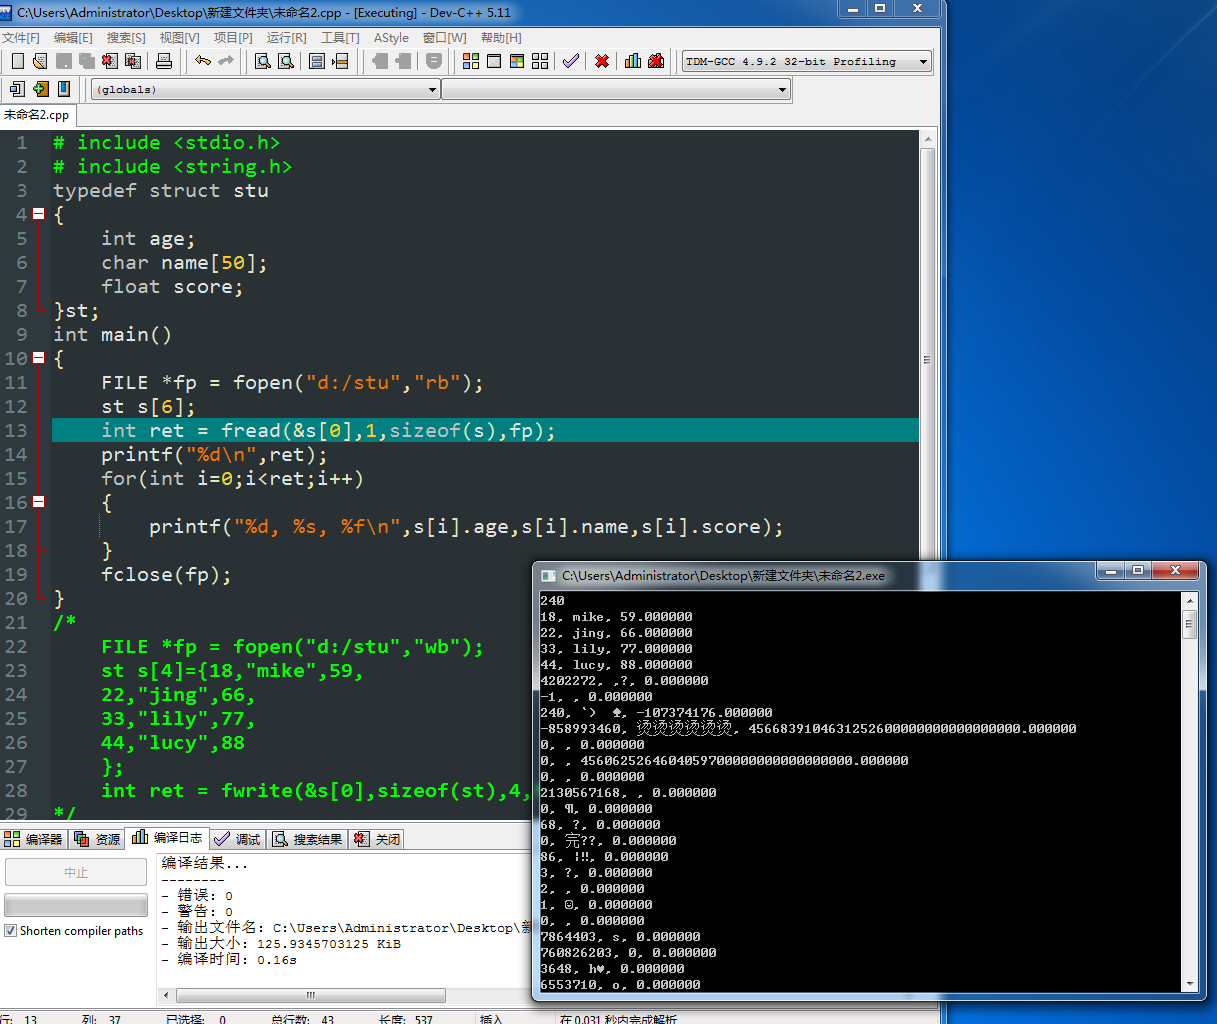 C:\Users\Administrator\Desktop\新建文件夹\未命名2.cpp - [Executing] - Dev-C++ 5.11
文件[F] 编辑[E] 搜索[S] 视图[V] 项目[P] 运行[R] 工具[T] AStyle 窗口[W] 帮助[H]
TDM-GCC 4.9.2 32-bit Profiling
(globals)
未命名2.cpp
1 # include <stdio.h>
2 # include <string.h>
3 typedef struct stu
4 {
5 int age;
6 char name[50];
7 float score;
8 }st;
9 int main()
10 {
11 FILE *fp = fopen("d:/stu","rb");
12 st s[6];
13 int ret = fread(&s[0],1,sizeof(s),fp);
14 printf("%d\n",ret);
15 for(int i=0;i<ret;i++)
16 {
17 printf("%d, %s, %f\n",s[i].age,s[i].name,s[i].score);
18 }
19 fclose(fp);
20 }
21 /*
22 FILE *fp = fopen("d:/stu","wb");
23 st s[4]={18,"mike",59,
24 22,"jing",66,
25 33,"lily",77,
26 44,"lucy",88
27 };
28 int ret = fwrite(&s[0],sizeof(st),4,
29 */
C:\Users\Administrator\Desktop\新建文件夹\未命名2.exe
240
18, mike, 59.000000
22, jing, 66.000000
33, lily, 77.000000
44, lucy, 88.000000
4202272, ,?, 0.000000
-1, , 0.000000
240, `) ♠, -107374176.000000
-858993460, 烫烫烫烫烫烫, 45668391046312526000000000000000000.000000
0, , 0.000000
0, , 45606252646040597000000000000000.000000
0, , 0.000000
2130567168, , 0.000000
0, ¶, 0.000000
68, ?, 0.000000
0, 完??, 0.000000
86, ¦‼, 0.000000
3, ?, 0.000000
2, , 0.000000
1, ☺, 0.000000
0, , 0.000000
7864403, s, 0.000000
760826203, 0, 0.000000
3648, h♥, 0.000000
6553710, o, 0.000000
编译器 资源 编译日志 调试 搜索结果 关闭
中止
Shorten compiler paths
编译结果...
--------
- 错误: 0
- 警告: 0
- 输出文件名: C:\Users\Administrator\Desktop\新
- 输出大小: 125.9345703125 KiB
- 编译时间: 0.16s
行: 13 列: 37 已选择: 0 总行数: 43 长度: 537 插入 在 0.031 秒内完成解析